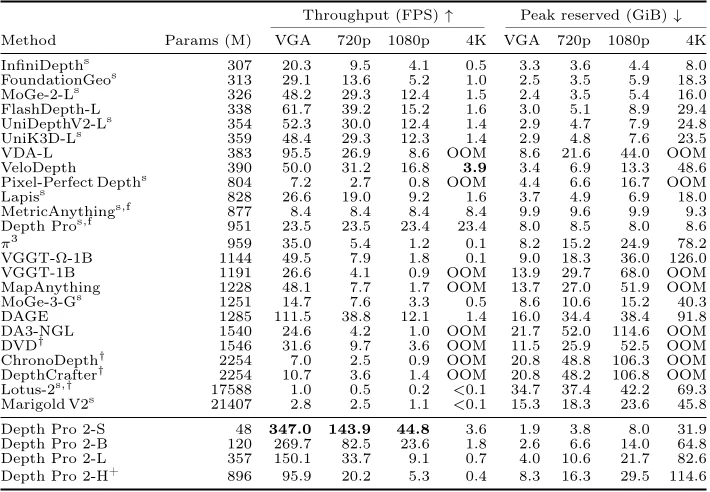 Throughput (FPS) ↑ Peak reserved (GiB) ↓
Method Params (M) VGA 720p 1080p 4K VGA 720p 1080p 4K
InfiniDepth^s 307 20.3 9.5 4.1 0.5 3.3 3.6 4.4 8.0
FoundationGeo^s 313 29.1 13.6 5.2 1.0 2.5 3.5 5.9 18.3
MoGe-2-L^s 326 48.2 29.3 12.4 1.5 2.4 3.5 5.4 16.0
FlashDepth-L 338 61.7 39.2 15.2 1.6 3.0 5.1 8.9 29.4
UniDepthV2-L^s 354 52.3 30.0 12.4 1.4 2.9 4.7 7.9 24.8
UniK3D-L^s 359 48.4 29.3 12.3 1.4 2.9 4.8 7.6 23.5
VDA-L 383 95.5 26.9 8.6 OOM 8.6 21.6 44.0 OOM
VeloDepth 390 50.0 31.2 16.8 3.9 3.4 6.9 13.3 48.6
Pixel-Perfect Depth^s 804 7.2 2.7 0.8 OOM 4.4 6.6 16.7 OOM
Lapis^s 828 26.6 19.0 9.2 1.6 3.7 4.9 6.9 18.0
MetricAnything^s,f 877 8.4 8.4 8.4 8.4 9.9 9.6 9.9 9.3
Depth Pro^s,f 951 23.5 23.5 23.4 23.4 8.0 8.5 8.0 8.6
π^3 959 35.0 5.4 1.2 0.1 8.2 15.2 24.9 78.2
VGGT-Ω-1B 1144 49.5 7.9 1.8 0.1 9.0 18.3 36.0 126.0
VGGT-1B 1191 26.6 4.1 0.9 OOM 13.9 29.7 68.0 OOM
MapAnything 1228 48.1 7.7 1.7 OOM 13.7 27.0 51.9 OOM
MoGe-3-G^s 1251 14.7 7.6 3.3 0.5 8.6 10.6 15.2 40.3
DAGE 1285 111.5 38.8 12.1 1.4 16.0 34.4 38.4 91.8
DA3-NGL 1540 24.6 4.2 1.0 OOM 21.7 52.0 114.6 OOM
DVD^† 1546 31.6 9.7 3.6 OOM 11.5 25.9 52.5 OOM
ChronoDepth^† 2254 7.0 2.5 0.9 OOM 20.8 48.8 106.3 OOM
DepthCrafter^† 2254 10.7 3.6 1.4 OOM 20.8 48.2 106.8 OOM
Lotus-2^s,† 17588 1.0 0.5 0.2 <0.1 34.7 37.4 42.2 69.3
Marigold V2^s 21407 2.8 2.5 1.1 <0.1 15.3 18.3 23.6 45.8
Depth Pro 2-S 48 347.0 143.9 44.8 3.6 1.9 3.8 8.0 31.9
Depth Pro 2-B 120 269.7 82.5 23.6 1.8 2.6 6.6 14.0 64.8
Depth Pro 2-L 357 150.1 33.7 9.1 0.7 4.0 10.6 21.7 82.6
Depth Pro 2-H^+ 896 95.9 20.2 5.3 0.4 8.3 16.3 29.5 114.6